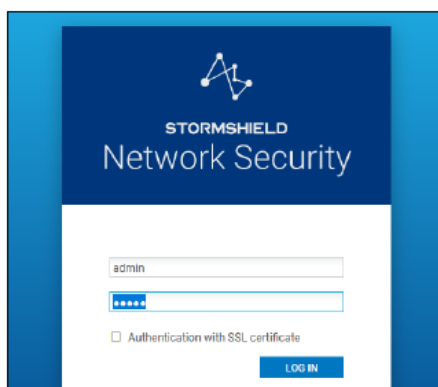 STORMSHIELD
Network Security
admin
•••••
Authentication with SSL certificate
LOG IN